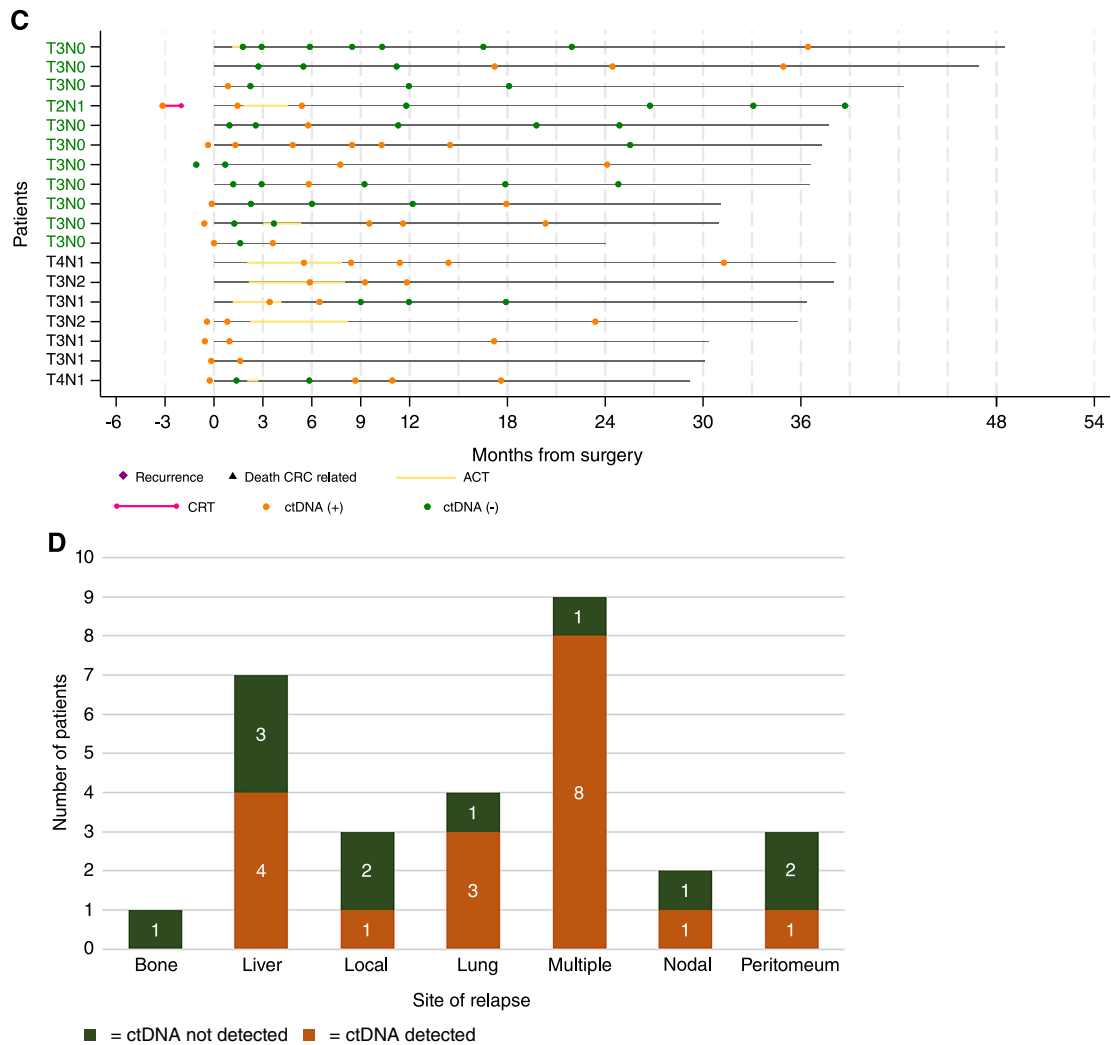 C
Patients
T3N0
T3N0
T3N0
T2N1
T3N0
T3N0
T3N0
T3N0
T3N0
T3N0
T3N0
T4N1
T3N2
T3N1
T3N2
T3N1
T3N1
T4N1
-6 -3 0 3 6 9 12 18 24 30 36 48 54
Months from surgery
Recurrence Death CRC related ACT
CRT ctDNA (+) ctDNA (-)
D
Number of patients
10
9
8
7
6
5
4
3
2
1
0
1
3
4
2
1
1
3
1
8
1
1
2
1
Bone Liver Local Lung Multiple Nodal Peritomeum
Site of relapse
= ctDNA not detected = ctDNA detected